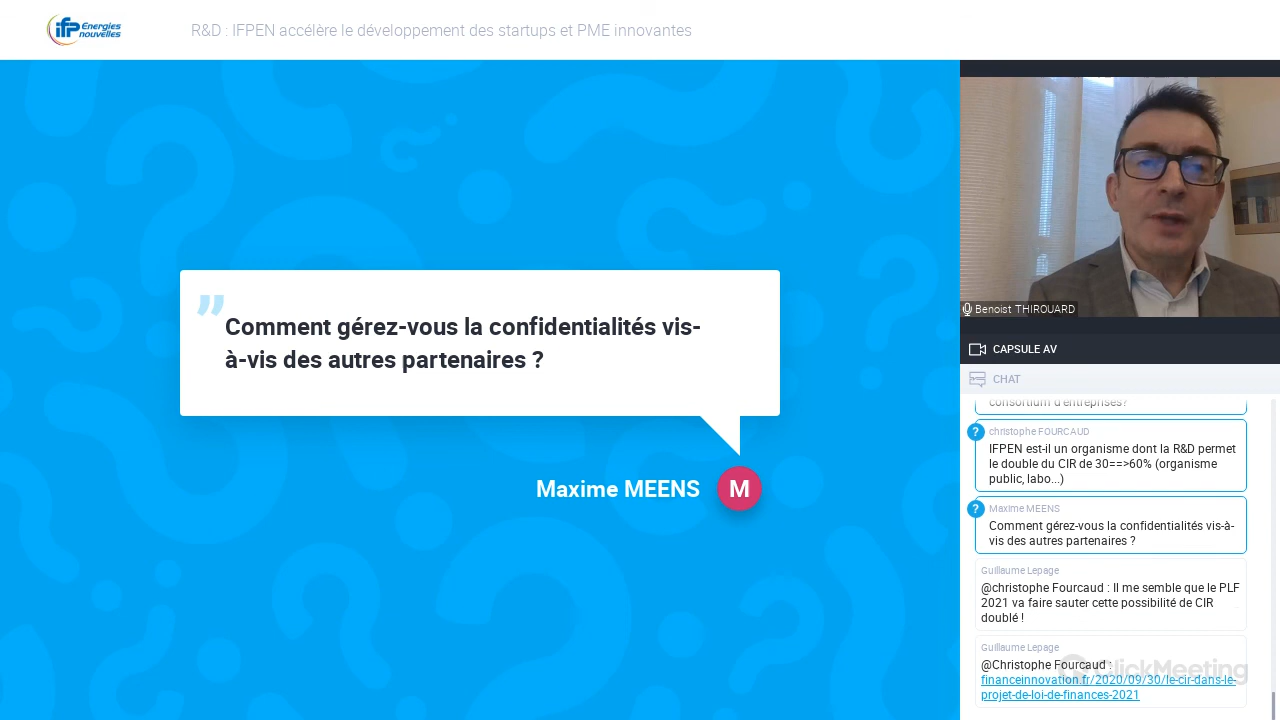 ifp Energies
nouvelles
R&D : IFPEN accélère le développement des startups et PME innovantes
"
Comment gérez-vous la confidentialités vis-
à-vis des autres partenaires ?
Maxime MEENS
M
Benoist THIROUARD
CAPSULE AV
CHAT
consortium d'entreprises?
?
christophe FOURCAUD
IFPEN est-il un organisme dont la R&D permet
le double du CIR de 30==>60% (organisme
public, labo...)
?
Maxime MEENS
Comment gérez-vous la confidentialités vis-à-
vis des autres partenaires ?
Guillaume Lepage
@christophe Fourcaud : Il me semble que le PLF
2021 va faire sauter cette possibilité de CIR
doublé !
Guillaume Lepage
@Christophe Fourcaud :
financeinnovation.fr/2020/09/30/le-cir-dans-le-
projet-de-loi-de-finances-2021
ClickMeeting